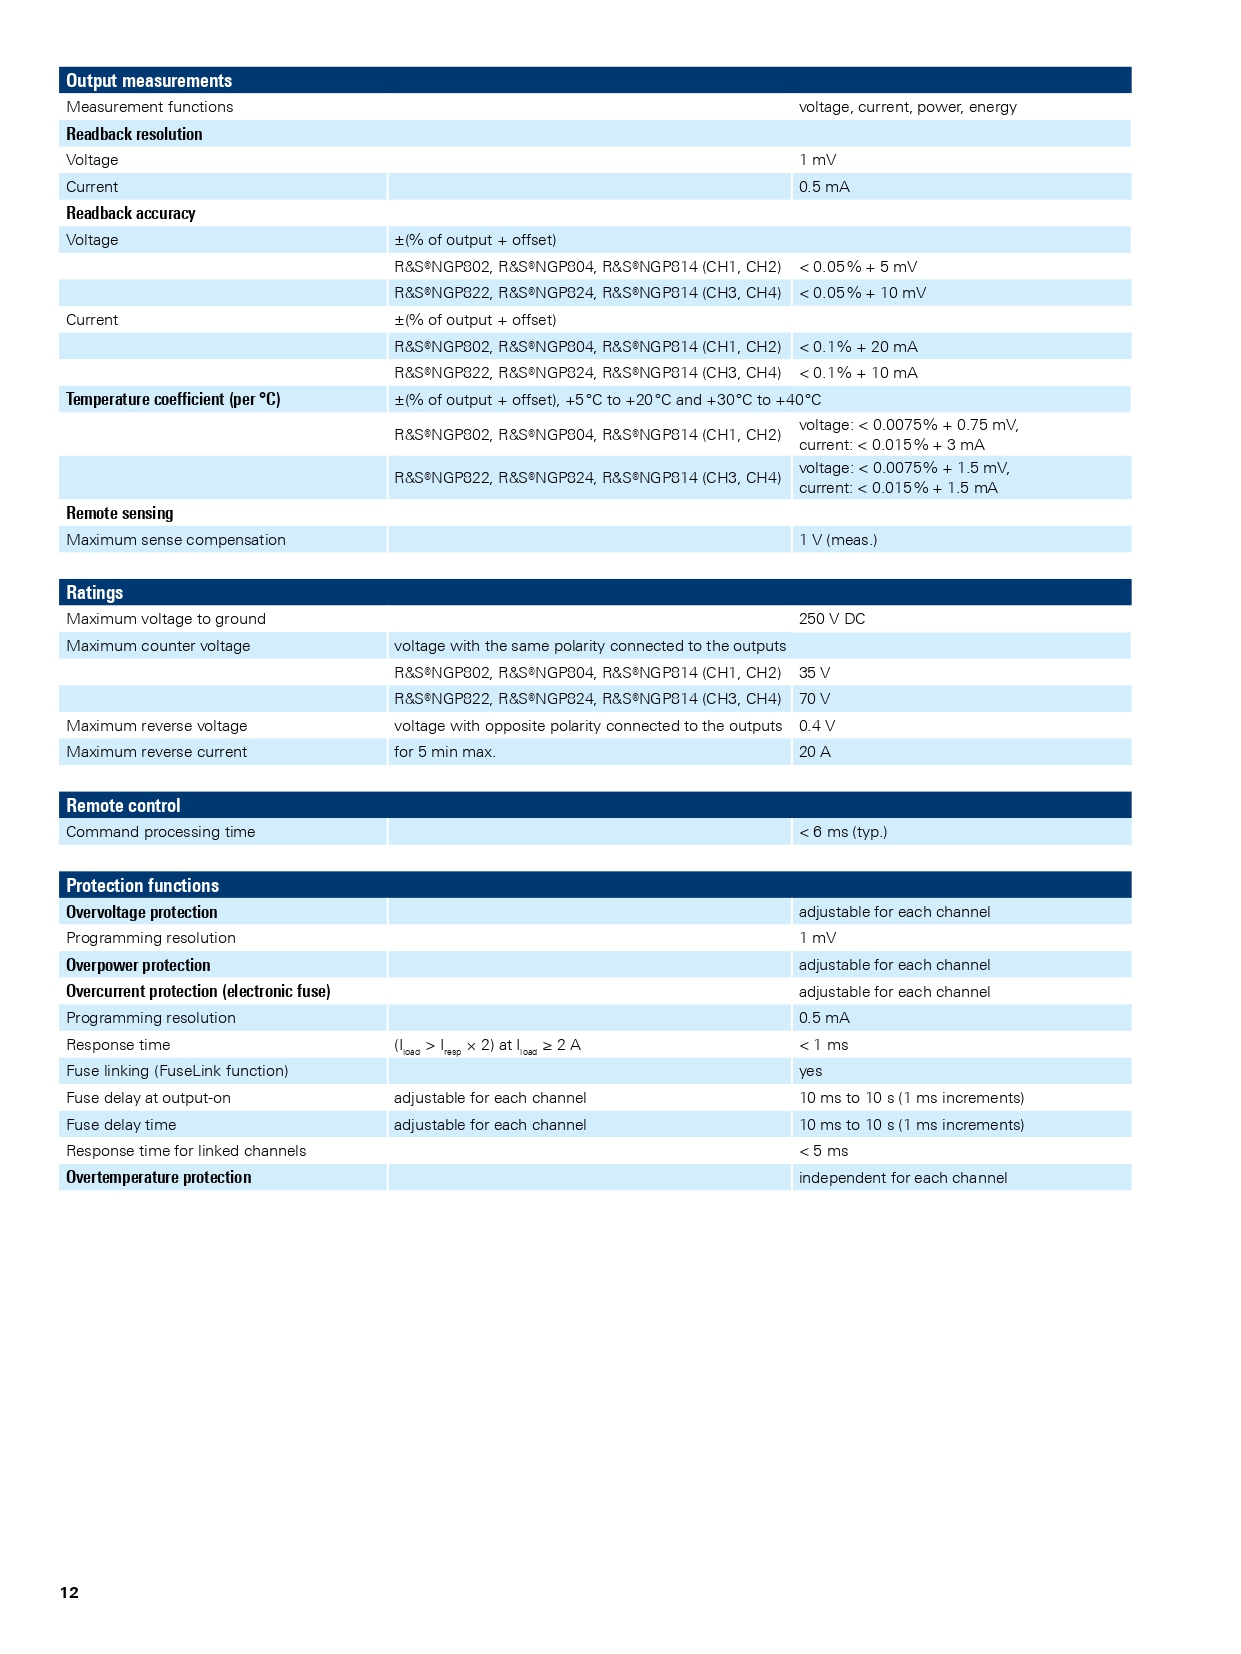 Output measurements
Measurement functions voltage, current, power, energy
Readback resolution
Voltage 1 mV
Current 0.5 mA
Readback accuracy
Voltage ±(% of output + offset)
R&S®NGP802, R&S®NGP804, R&S®NGP814 (CH1, CH2) < 0.05% + 5 mV
R&S®NGP822, R&S®NGP824, R&S®NGP814 (CH3, CH4) < 0.05% + 10 mV
Current ±(% of output + offset)
R&S®NGP802, R&S®NGP804, R&S®NGP814 (CH1, CH2) < 0.1% + 20 mA
R&S®NGP822, R&S®NGP824, R&S®NGP814 (CH3, CH4) < 0.1% + 10 mA
Temperature coefficient (per °C) ±(% of output + offset), +5°C to +20°C and +30°C to +40°C
R&S®NGP802, R&S®NGP804, R&S®NGP814 (CH1, CH2) voltage: < 0.0075% + 0.75 mV,
current: < 0.015% + 3 mA
R&S®NGP822, R&S®NGP824, R&S®NGP814 (CH3, CH4) voltage: < 0.0075% + 1.5 mV,
current: < 0.015% + 1.5 mA
Remote sensing
Maximum sense compensation 1 V (meas.)
Ratings
Maximum voltage to ground 250 V DC
Maximum counter voltage voltage with the same polarity connected to the outputs
R&S®NGP802, R&S®NGP804, R&S®NGP814 (CH1, CH2) 35 V
R&S®NGP822, R&S®NGP824, R&S®NGP814 (CH3, CH4) 70 V
Maximum reverse voltage voltage with opposite polarity connected to the outputs 0.4 V
Maximum reverse current for 5 min max. 20 A
Remote control
Command processing time < 6 ms (typ.)
Protection functions
Overvoltage protection adjustable for each channel
Programming resolution 1 mV
Overpower protection adjustable for each channel
Overcurrent protection (electronic fuse) adjustable for each channel
Programming resolution 0.5 mA
Response time (Iload > Iresp × 2) at Iload ≥ 2 A < 1 ms
Fuse linking (FuseLink function) yes
Fuse delay at output-on adjustable for each channel 10 ms to 10 s (1 ms increments)
Fuse delay time adjustable for each channel 10 ms to 10 s (1 ms increments)
Response time for linked channels < 5 ms
Overtemperature protection independent for each channel
12